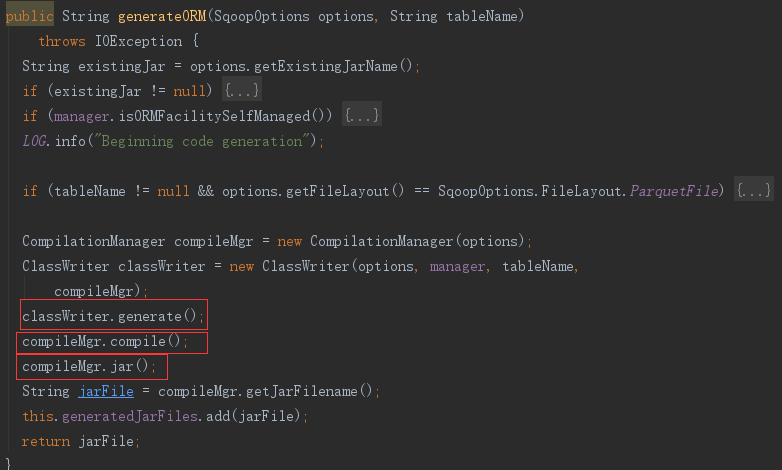 public String generateORM(SqoopOptions options, String tableName)
throws IOException {
String existingJar = options.getExistingJarName();
if (existingJar != null) {...}
if (manager.isORMFacilitySelfManaged()) {...}
LOG.info("Beginning code generation");
if (tableName != null && options.getFileLayout() == SqoopOptions.FileLayout.ParquetFile) {...}
CompilationManager compileMgr = new CompilationManager(options);
ClassWriter classWriter = new ClassWriter(options, manager, tableName,
compileMgr);
classWriter.generate();
compileMgr.compile();
compileMgr.jar();
String jarFile = compileMgr.getJarFilename();
this.generatedJarFiles.add(jarFile);
return jarFile;
}